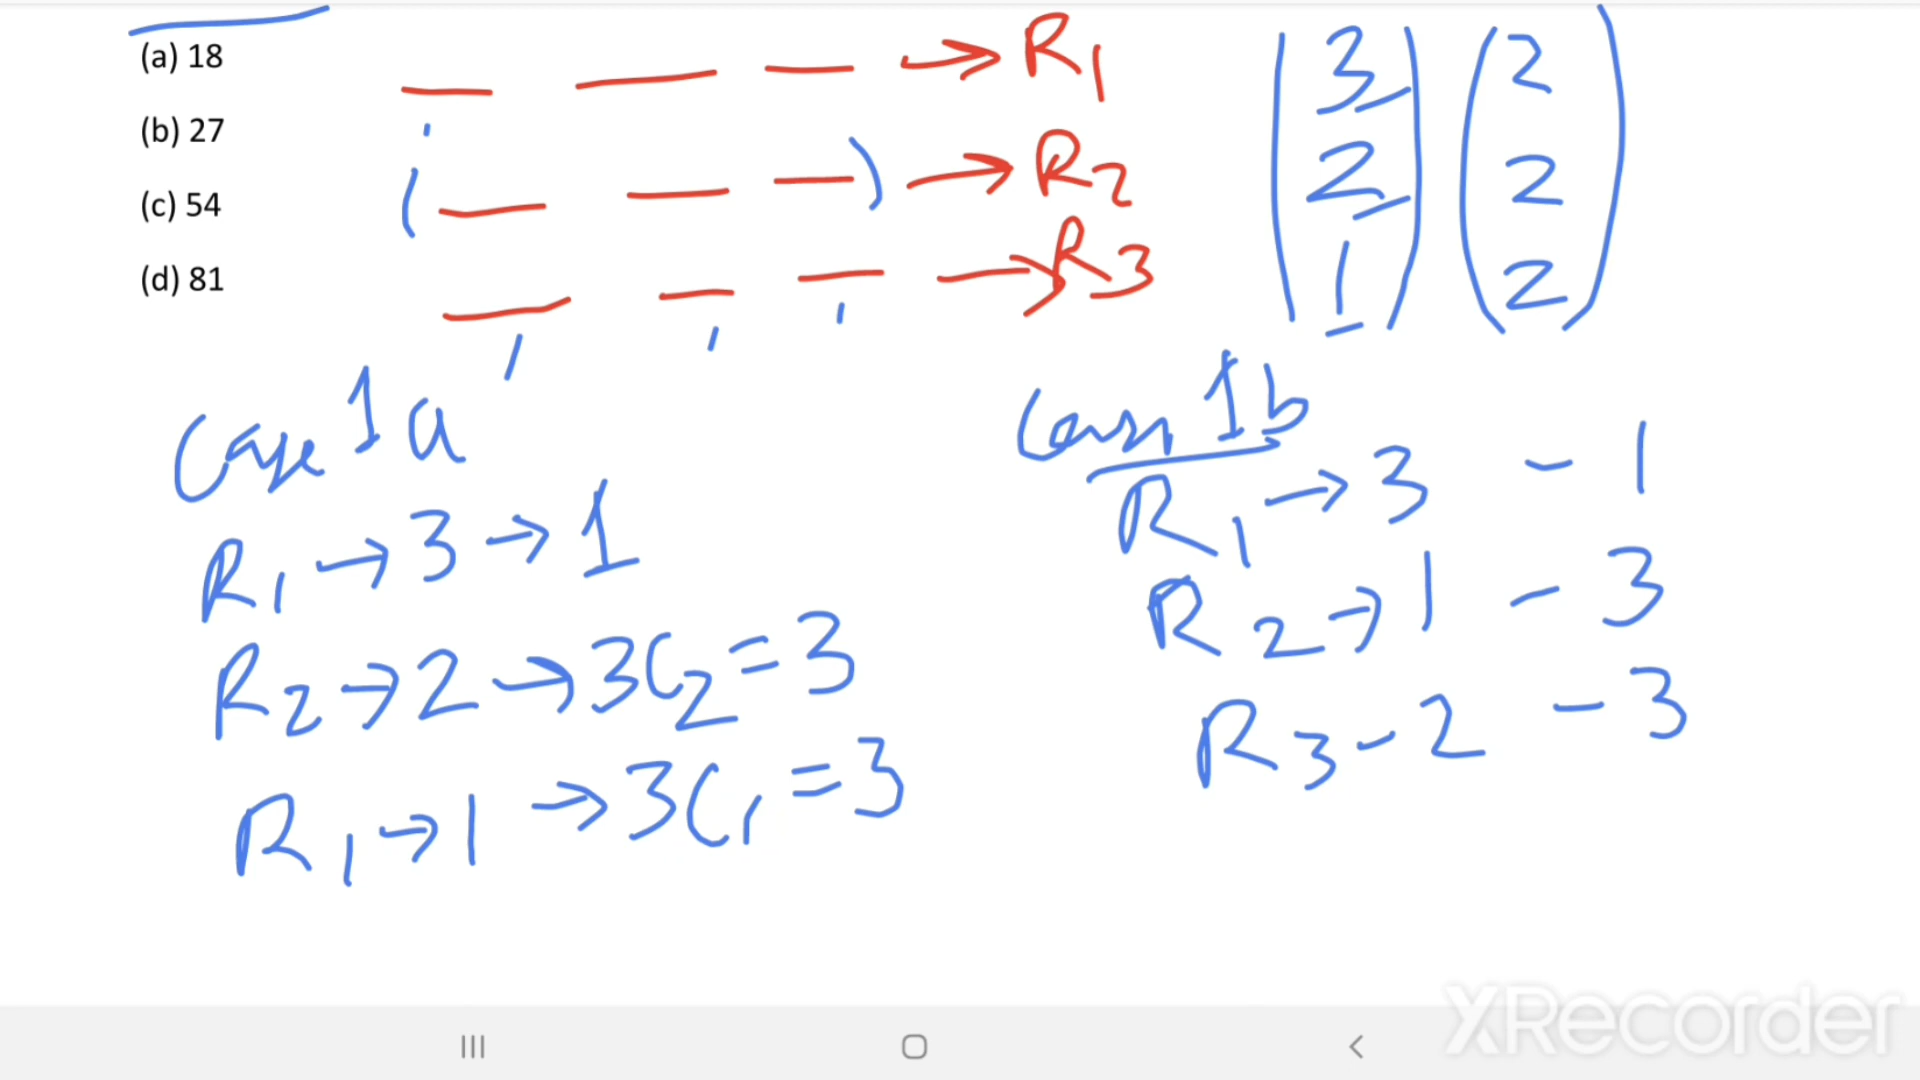 (a) 18
(b) 27
(c) 54
(d) 81
→ R1
→ R2
→ R3
3
2
1
2
2
2
Case 1a
R1 → 3 → 1
R2 → 2 → 3C2 = 3
R1 → 1 → 3C1 = 3
1b
R1 → 3 - 1
R2 → 1 - 3
R3 - 2 - 3
XRecorder